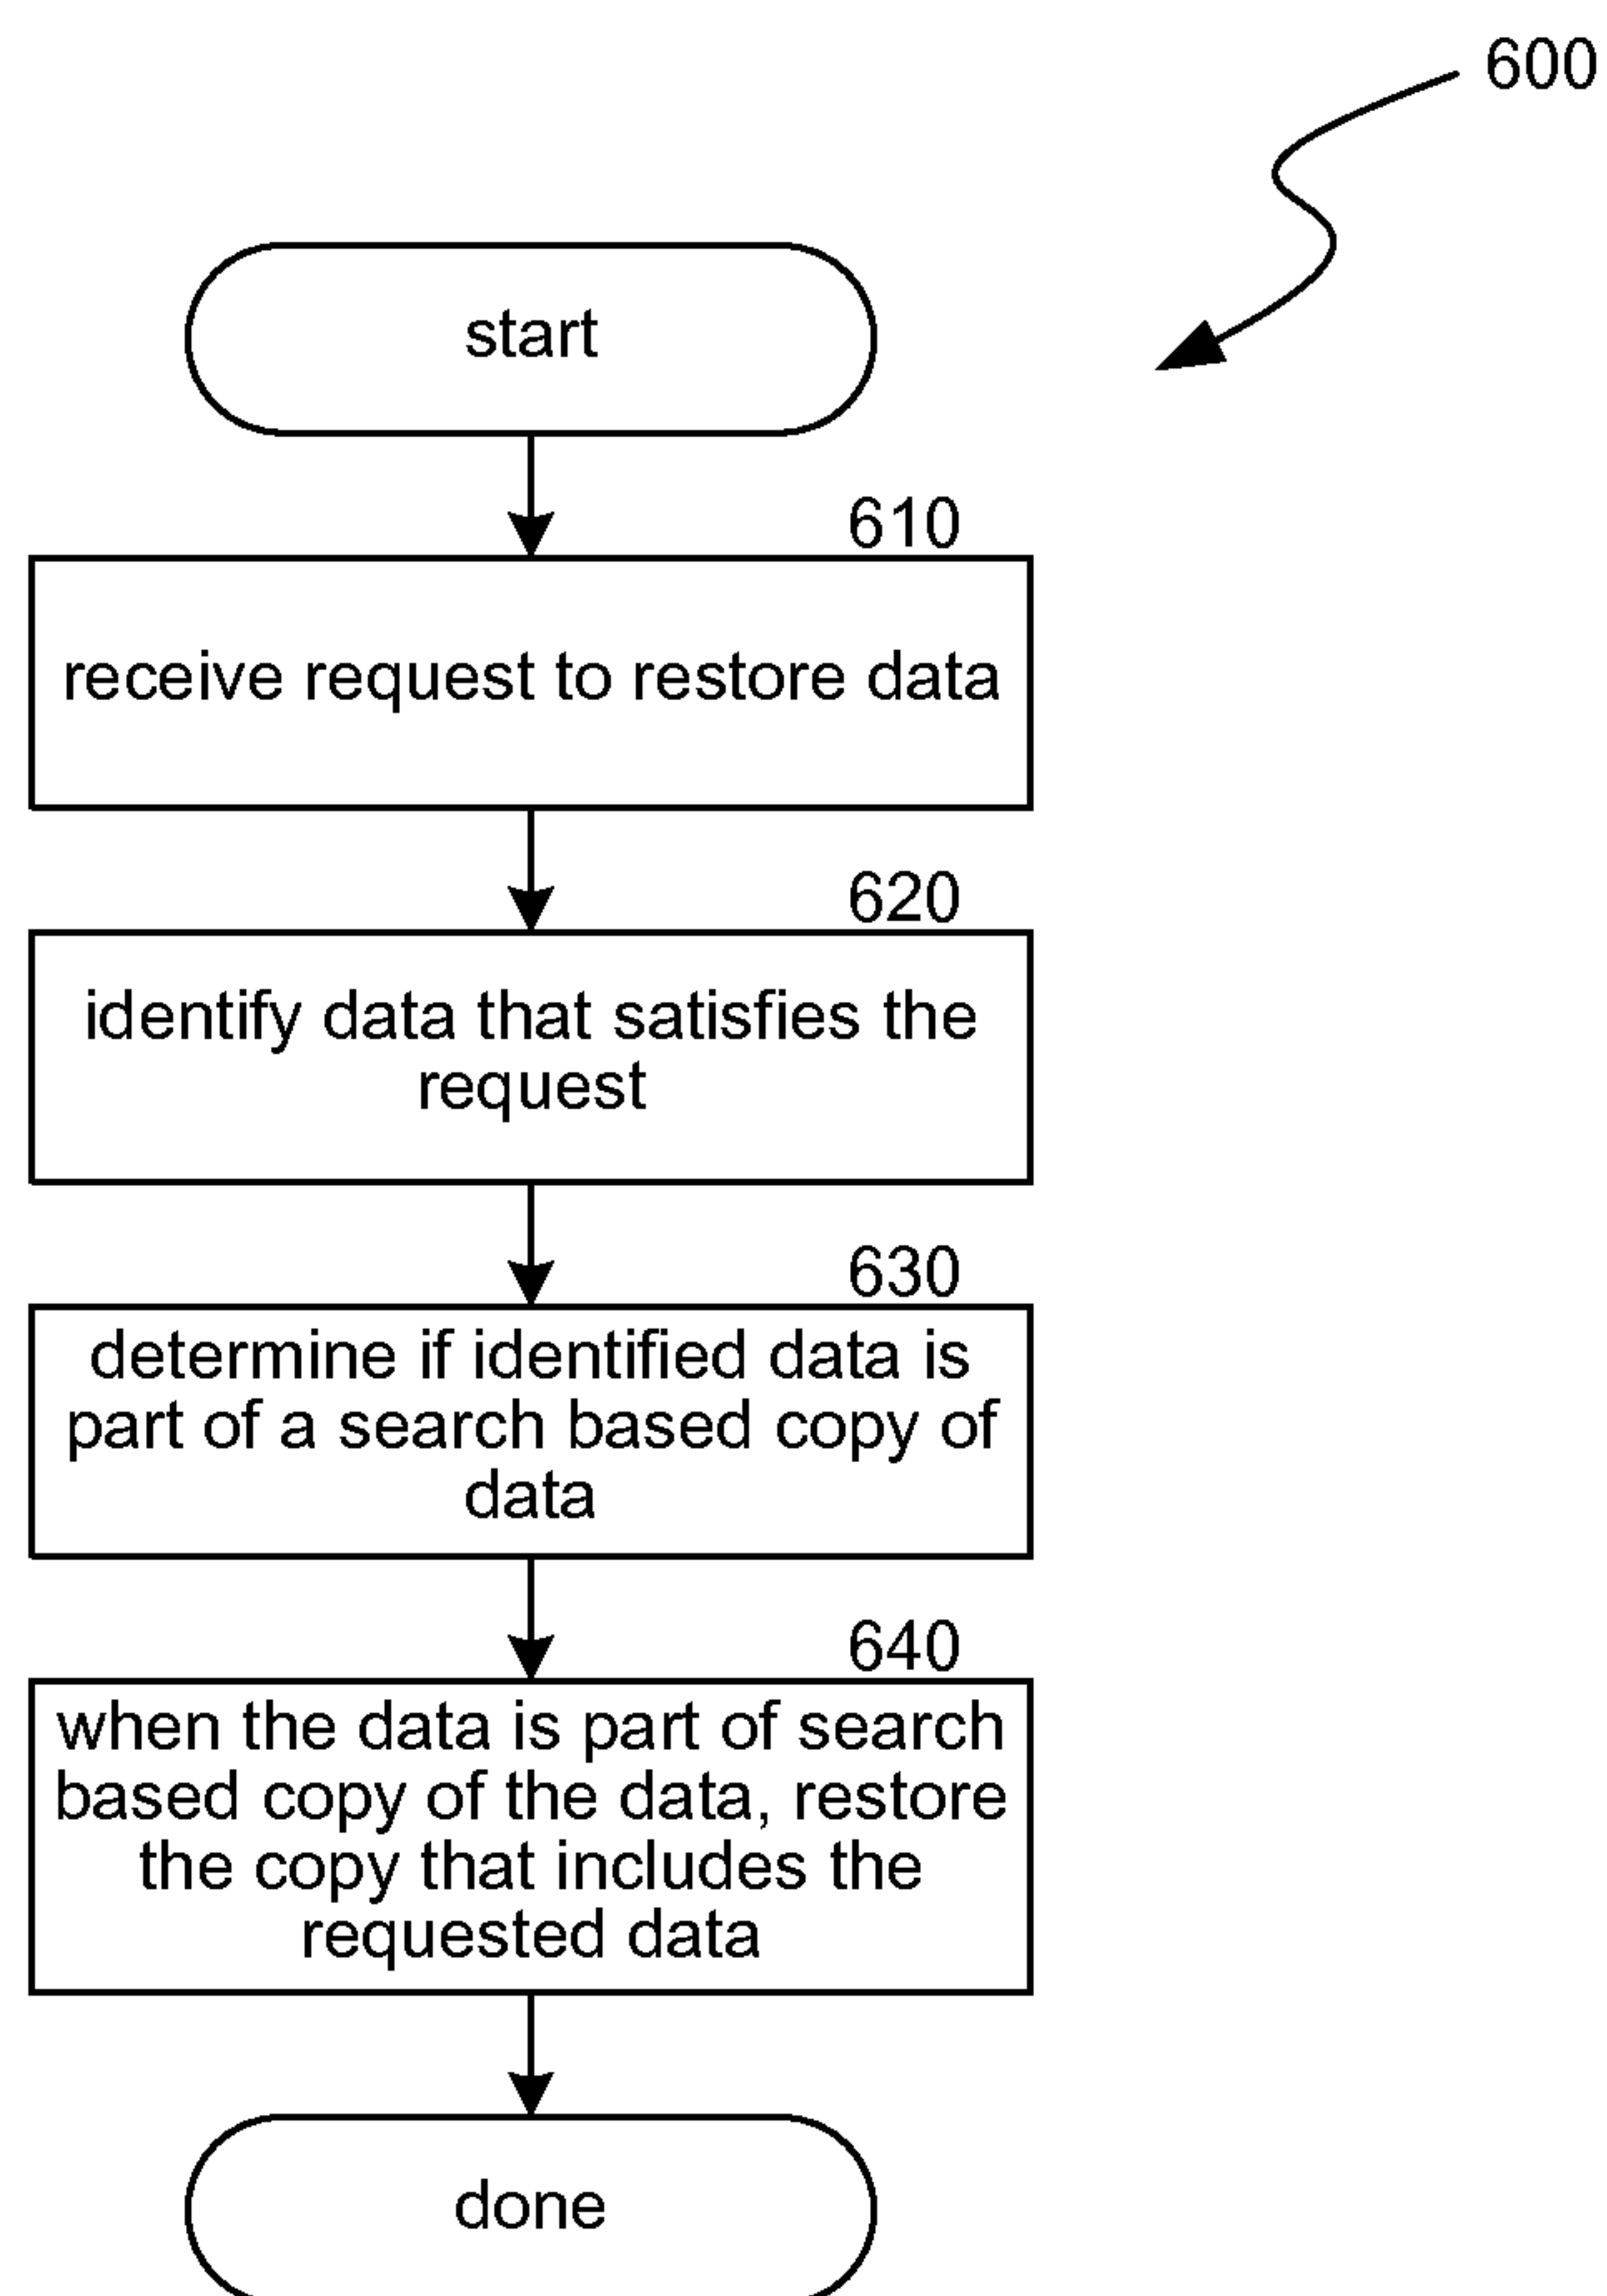 600
start
610
receive request to restore data
620
identify data that satisfies the
request
630
determine if identified data is
part of a search based copy of
data
640
when the data is part of search
based copy of the data, restore
the copy that includes the
requested data
done